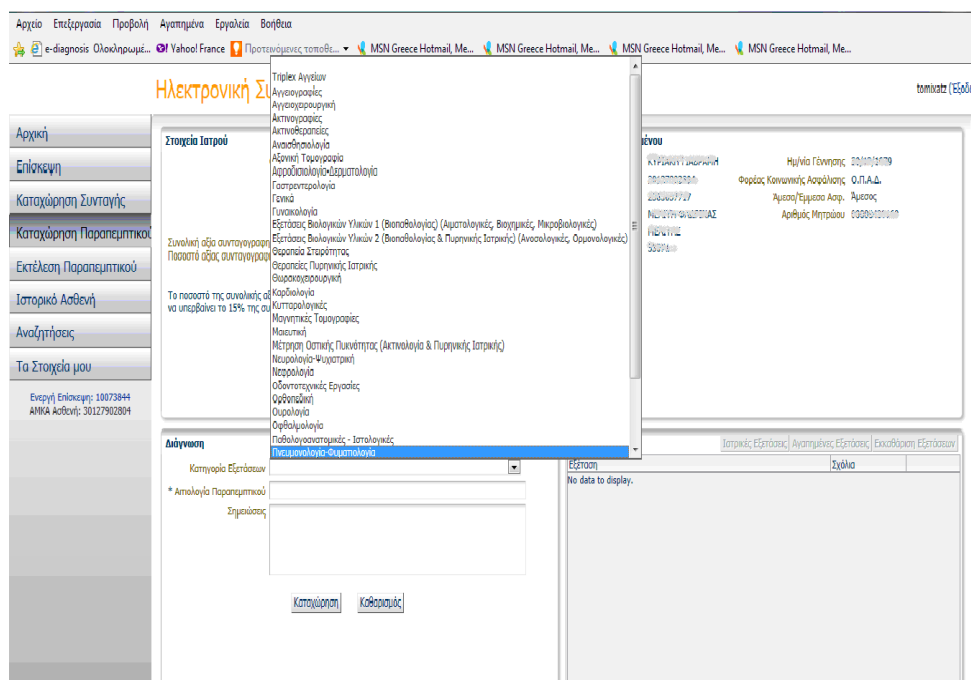 Αρχείο Επεξεργασία Προβολή Αγαπημένα Εργαλεία Βοήθεια
e-diagnosis Ολοκληρωμέ... Yahoo! France Προτεινόμενες τοποθε... MSN Greece Hotmail, Me... MSN Greece Hotmail, Me... MSN Greece Hotmail, Me... MSN Greece Hotmail, Me...
Ηλεκτρονική
tomixatz
Αρχική
Επίσκεψη
Καταχώρηση Συνταγής
Καταχώρηση Παραπεμπτικού
Εκτέλεση Παραπεμπτικού
Ιστορικό Ασθενή
Αναζητήσεις
Τα Στοιχεία μου
Ενεργή Επίσκεψη: 10073844
ΑΜΚΑ Ασθενή: 30127902804
Στοιχεία Ιατρού
Συνολική αξία συνταγογραφη
Ποσοστό αξίας συνταγογραφ
Το ποσοστό της συνολικής αξ
να υπερβαίνει το 15% της συ
Triplex Αγγείων
Αγγειογραφίες
Αγγειοχειρουργική
Ακτινογραφίες
Ακτινοθεραπείες
Αναισθησιολογία
Αξονική Τομογραφία
Αφροδισιολογία-Δερματολογία
Γαστρεντερολογία
Γενικά
Γυναικολογία
Εξετάσεις Βιολογικών Υλικών 1 (Βιοπαθολογίας) (Αιματολογικές, Βιοχημικές, Μικροβιολογικές)
Εξετάσεις Βιολογικών Υλικών 2 (Βιοπαθολογίας & Πυρηνικής Ιατρικής) (Ανοσολογικές, Ορμονολογικές)
Θεραπεία Στειρότητας
Θεραπείες Πυρηνικής Ιατρικής
Θωρακοχειρουργική
Καρδιολογία
Κυτταρολογικές
Μαγνητικές Τομογραφίες
Μαιευτική
Μέτρηση Οστικής Πυκνότητας (Ακτινολογία & Πυρηνικής Ιατρικής)
Νευρολογία-Ψυχιατρική
Νεφρολογία
Οδοντοτεχνικές Εργασίες
Ορθοπεδική
Ουρολογία
Οφθαλμολογία
Παθολογοανατομικές - Ιστολογικές
Πνευμονολογία-Φυματιολογία
ένου
Ημ/νία Γέννησης
Φορέας Κοινωνικής Ασφάλισης Ο.Π.Α.Δ.
Άμεσα/Έμμεσα Ασφ. Άμεσος
Αριθμός Μητρώου
Διάγνωση
Κατηγορία Εξετάσεων
* Αιτιολογία Παραπεμπτικού
Σημειώσεις
Καταχώρηση Καθαρισμός
Ιατρικές Εξετάσεις Αγαπημένες Εξετάσεις Εκκαθάριση Εξετάσεων
Εξέταση Σχόλια
No data to display.